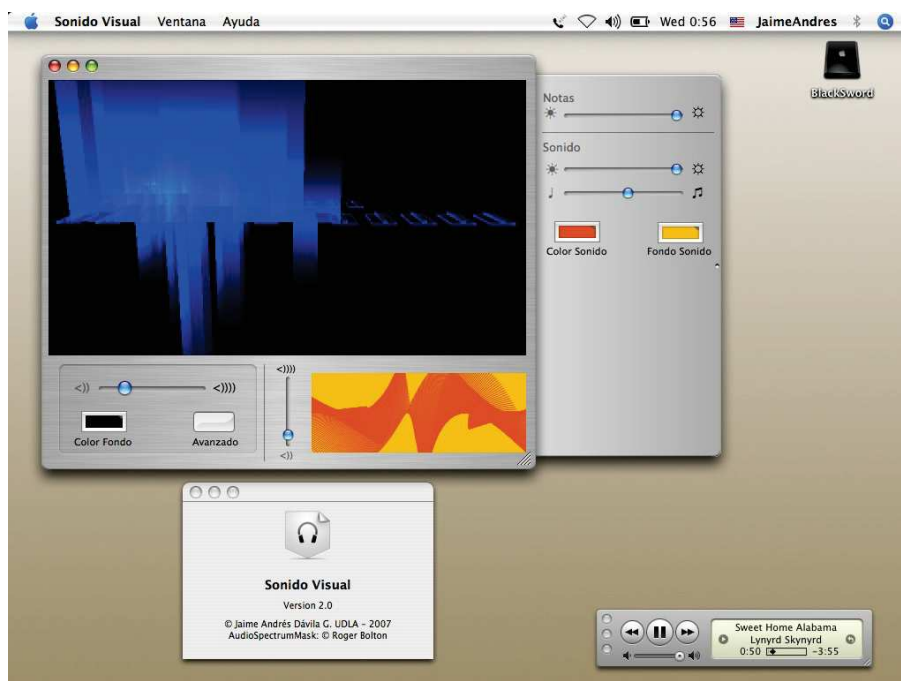 Sonido Visual Ventana Ayuda
Wed 0:56 JaimeAndres
BlackSword
Notas
Sonido
Color Sonido Fondo Sonido
<)) <))))
Color Fondo Avanzado
<))))
<))
Sonido Visual
Version 2.0
© Jaime Andrés Dávila G. UDLA - 2007
AudioSpectrumMask: © Roger Bolton
Sweet Home Alabama
Lynyrd Skynyrd
0:50 -3:55